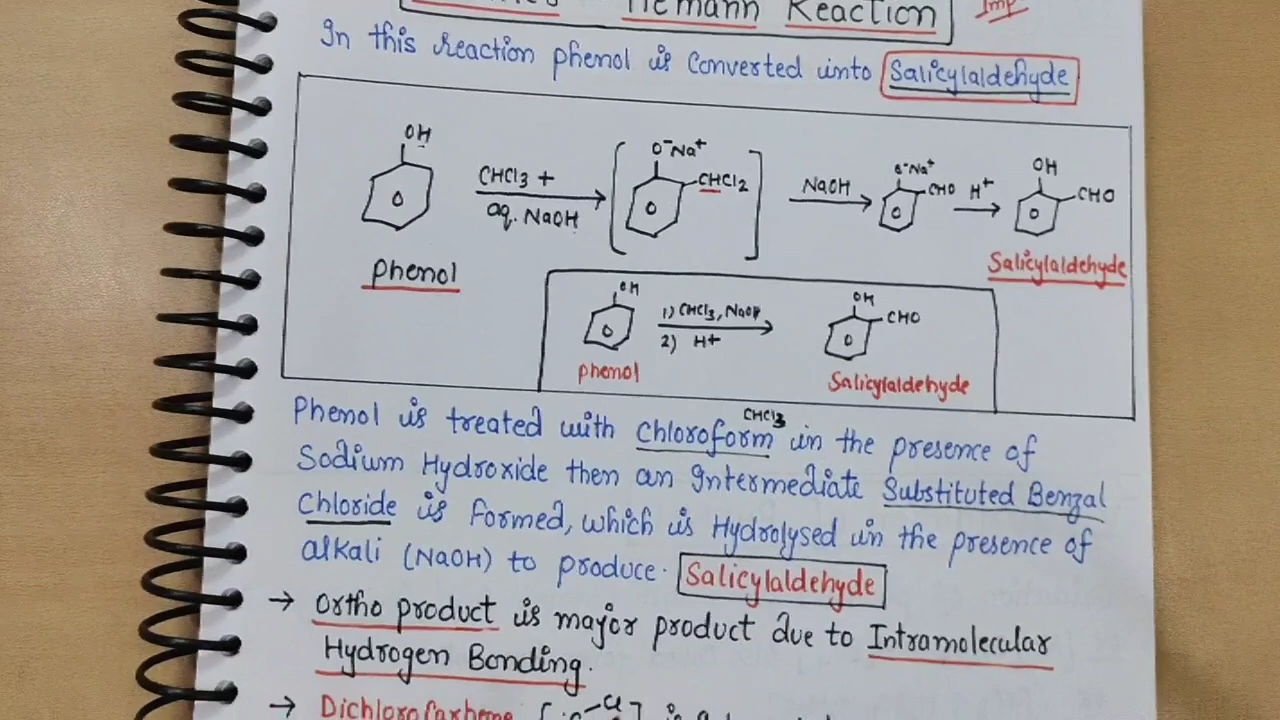 Tiemann Reaction Imp
In this reaction phenol is converted into Salicylaldehyde
OH
CHCl3 +
aq. NaOH
O⁻Na⁺
CHCl2
NaOH
O⁻Na⁺
CHO
H⁺
OH
CHO
phenol
Salicylaldehyde
OH
1) CHCl3, NaOH
2) H+
OH
CHO
phenol
Salicylaldehyde
CHCl3
Phenol is treated with Chloroform in the presence of
Sodium Hydroxide then an Intermediate Substituted Benzal
Chloride is formed, which is Hydrolysed in the presence of
alkali (NaOH) to produce. Salicylaldehyde
→ Ortho product is major product due to Intramolecular
Hydrogen Bonding.
→ Dichlorocarbene
Cl